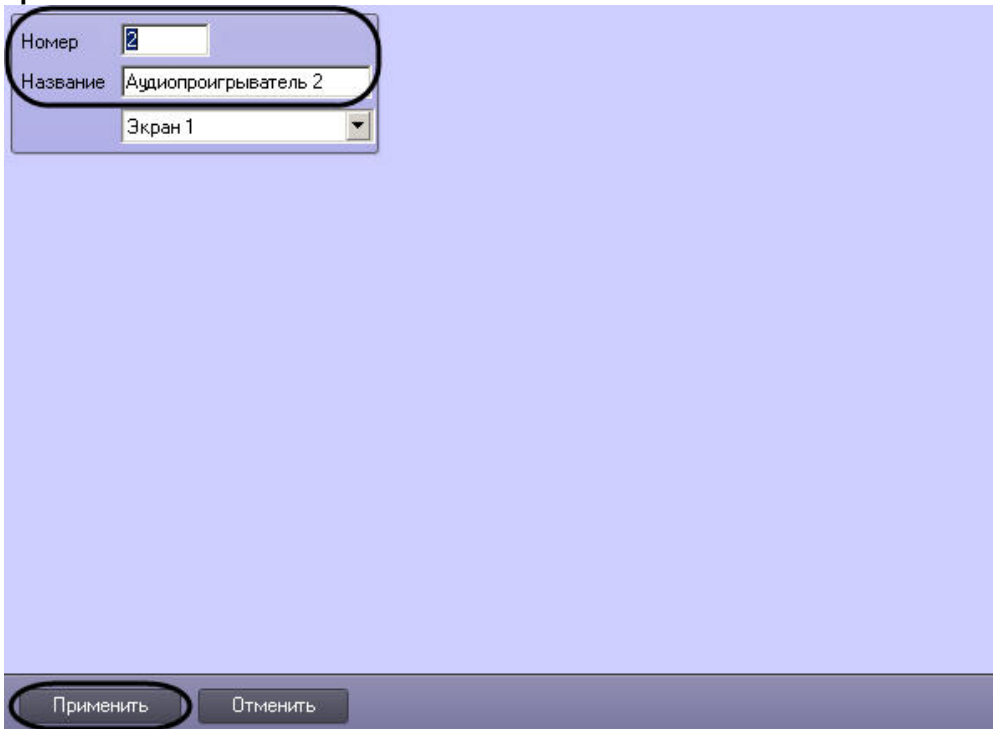 Номер 2
Название Аудиопроигрыватель 2
Экран 1
Применить Отменить